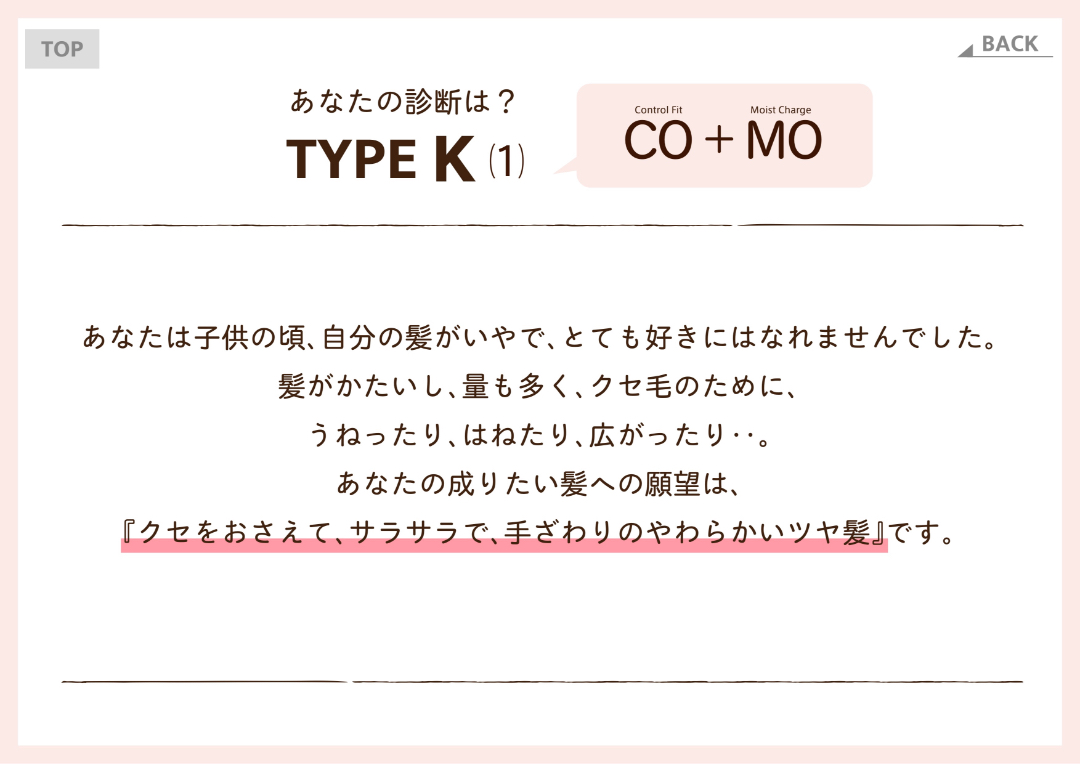 TOP
BACK
あなたの診断は？
TYPE K (1)
Control Fit Moist Charge
CO + MO
あなたは子供の頃、自分の髪がいやで、とても好きにはなれませんでした。
髪がかたいし、量も多く、クセ毛のために、
うねったり、はねたり、広がったり‥。
あなたの成りたい髪への願望は、
『クセをおさえて、サラサラで、手ざわりのやわらかいツヤ髪』です。